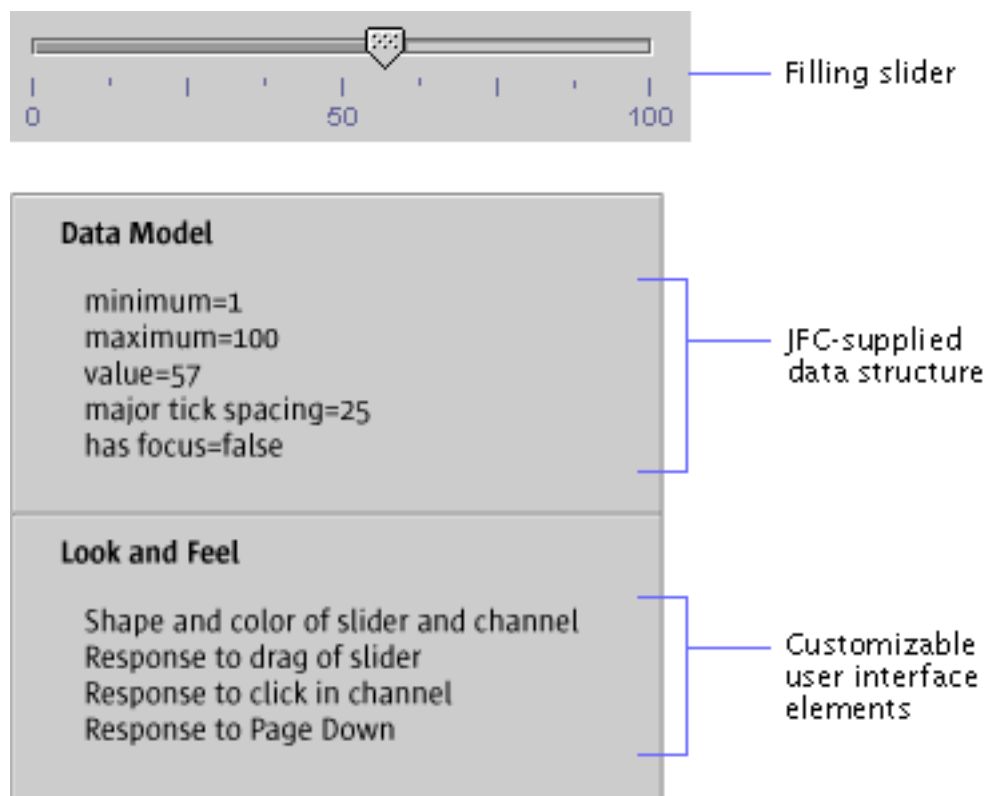 Filling slider
0 50 100
Data Model
minimum=1
maximum=100
value=57
major tick spacing=25
has focus=false
JFC-supplied
data structure
Look and Feel
Shape and color of slider and channel
Response to drag of slider
Response to click in channel
Response to Page Down
Customizable
user interface
elements